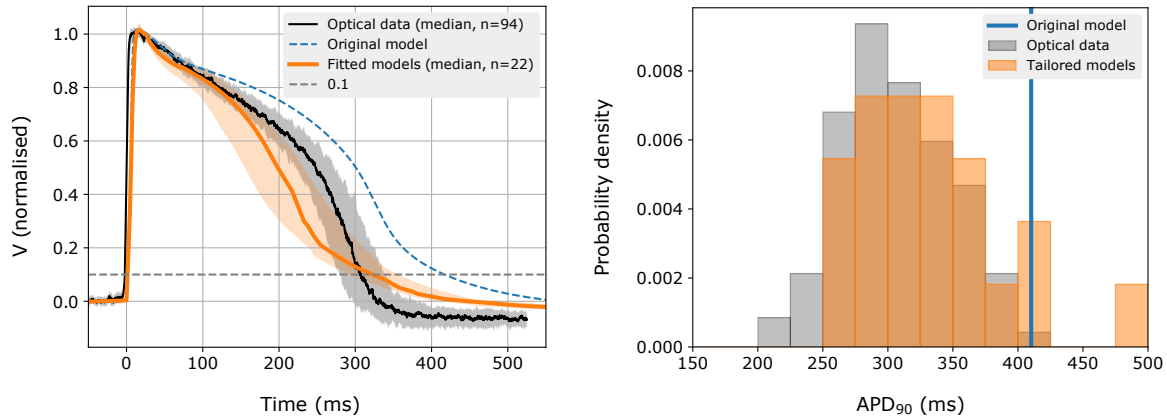 Optical data (median, n=94)
Original model
Fitted models (median, n=22)
0.1
V (normalised)
1.0
0.8
0.6
0.4
0.2
0.0
0 100 200 300 400 500
Time (ms)
Original model
Optical data
Tailored models
Probability density
0.008
0.006
0.004
0.002
0.000
150 200 250 300 350 400 450 500
APD₉₀ (ms)